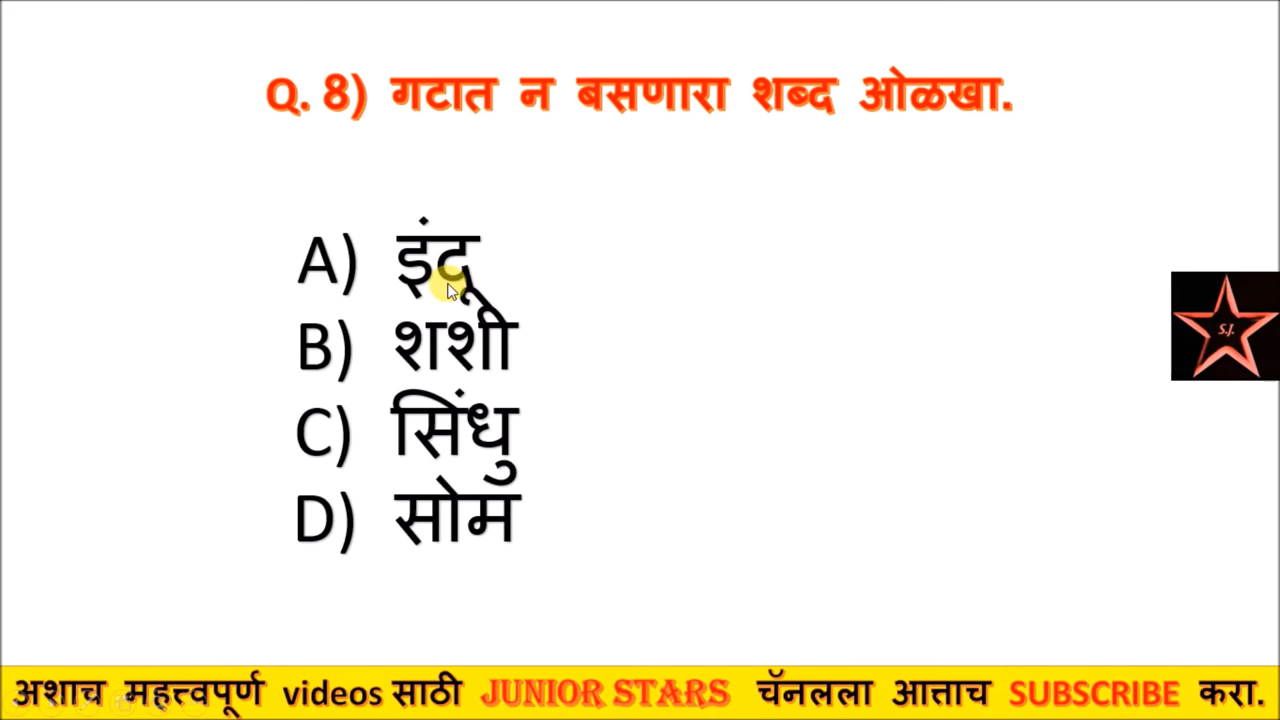 Q. 8) गटात न बसणारा शब्द ओळखा.
A) इंदू
B) शशी
C) सिंधु
D) सोम
S.J.
अशाच महत्त्वपूर्ण videos साठी JUNIOR STARS चॅनलला आत्ताच SUBSCRIBE करा.